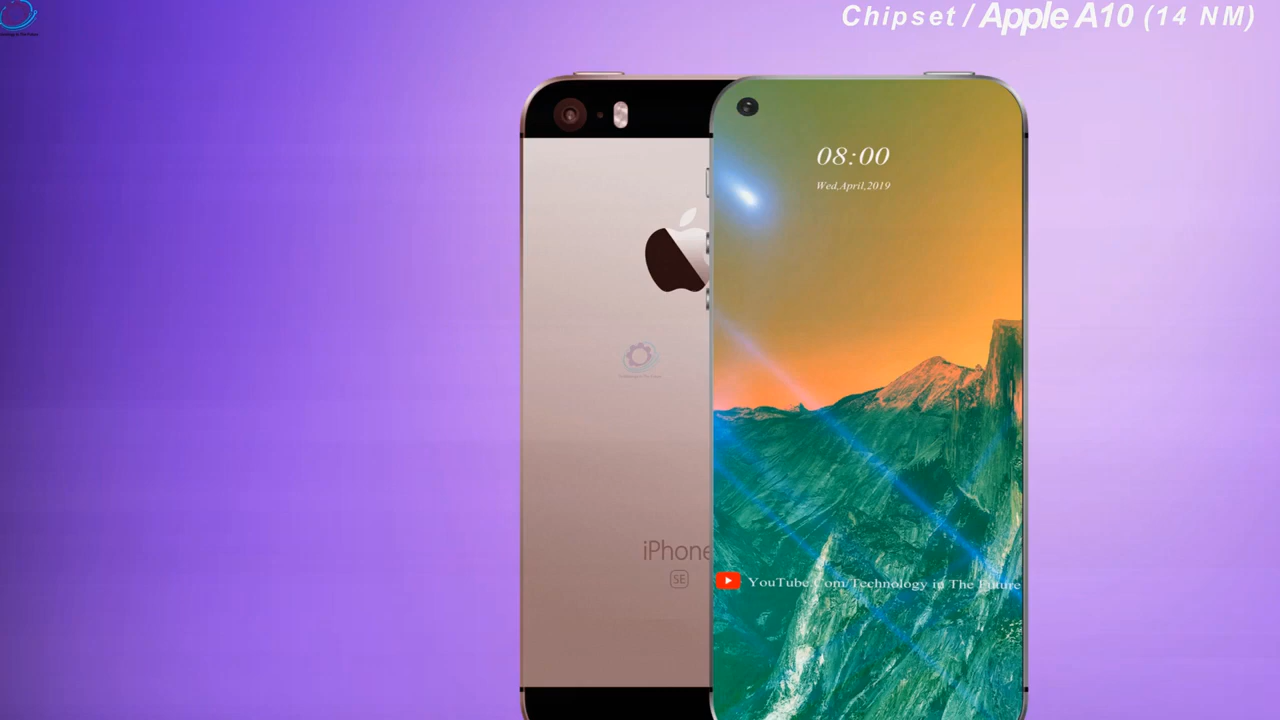 Chipset / Apple A10 (14 NM)
08:00
Wed,April,2019
iPhone
SE
YouTube.Com/Technology in The Future